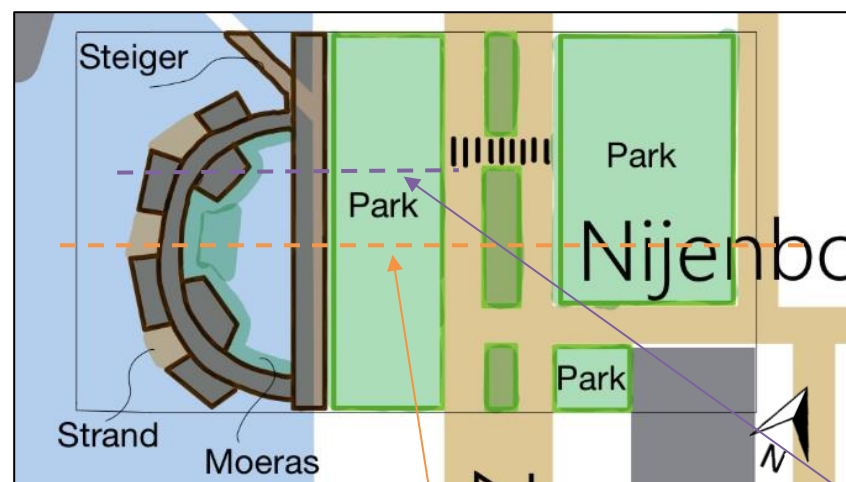 Steiger
Park
Park
Nijenbo
Park
Strand
Moeras
N